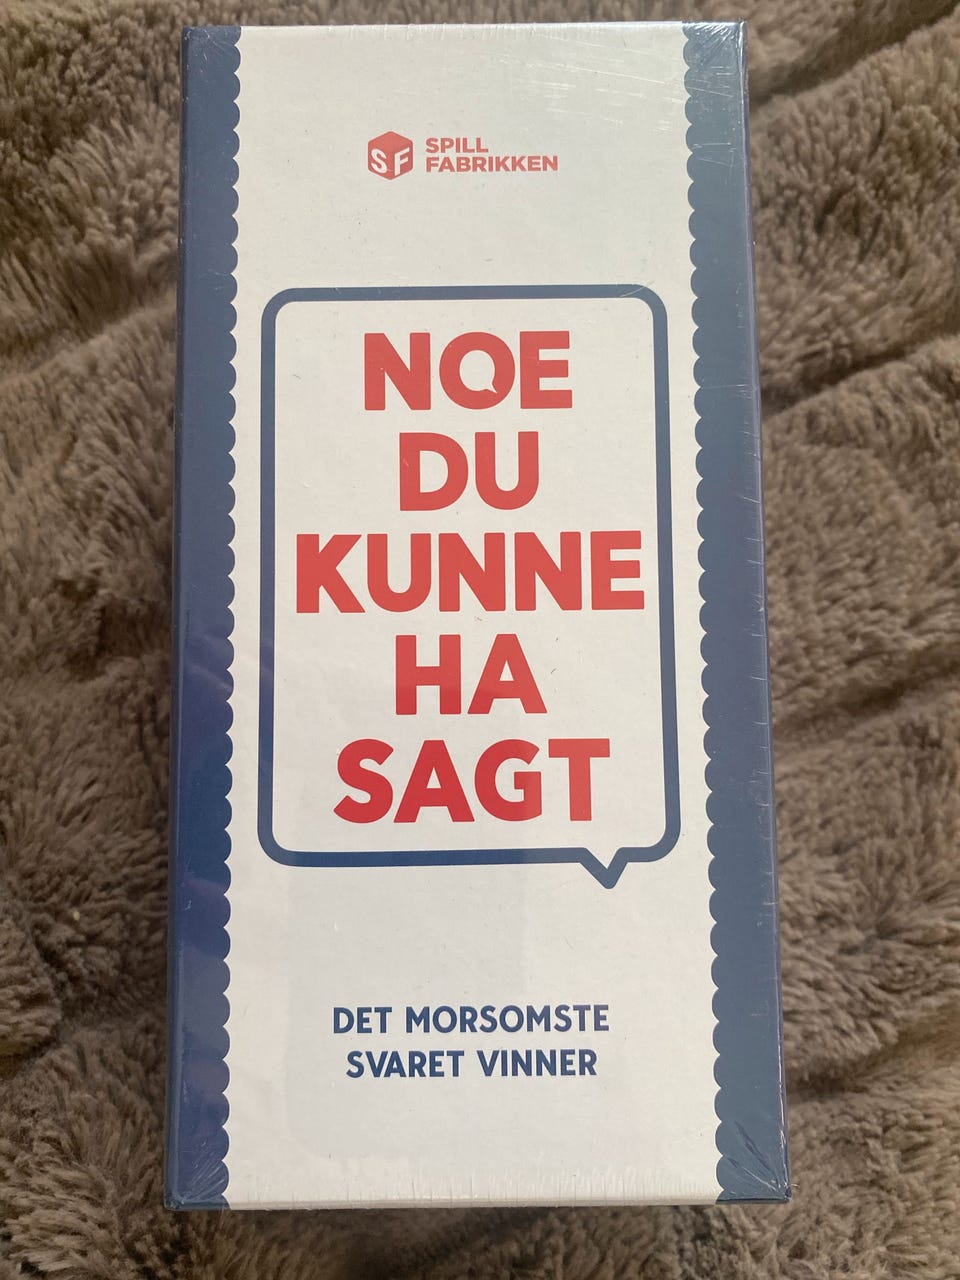 SF
SPILL
FABRIKKEN
NOE
DU
KUNNE
HA
SAGT
DET MORSOMSTE
SVARET VINNER